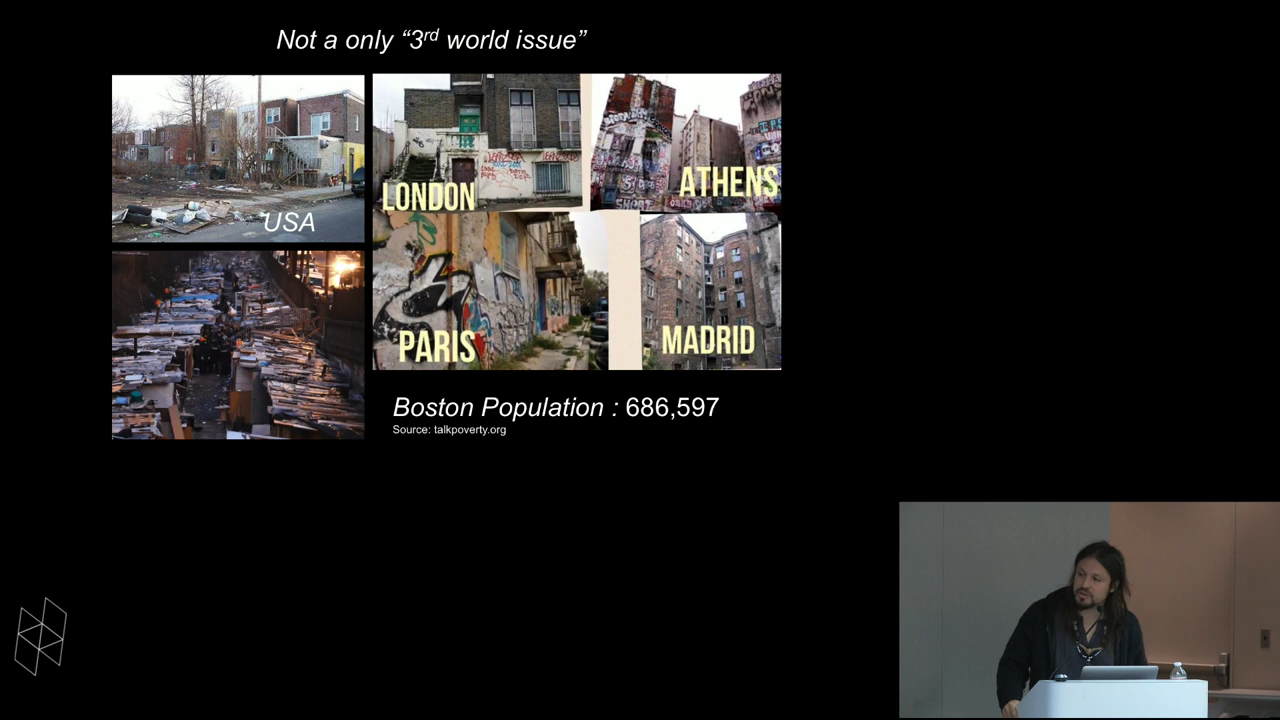 Not a only “3rd world issue”
USA
LONDON
ATHENS
PARIS
MADRID
Boston Population : 686,597
Source: talkpoverty.org